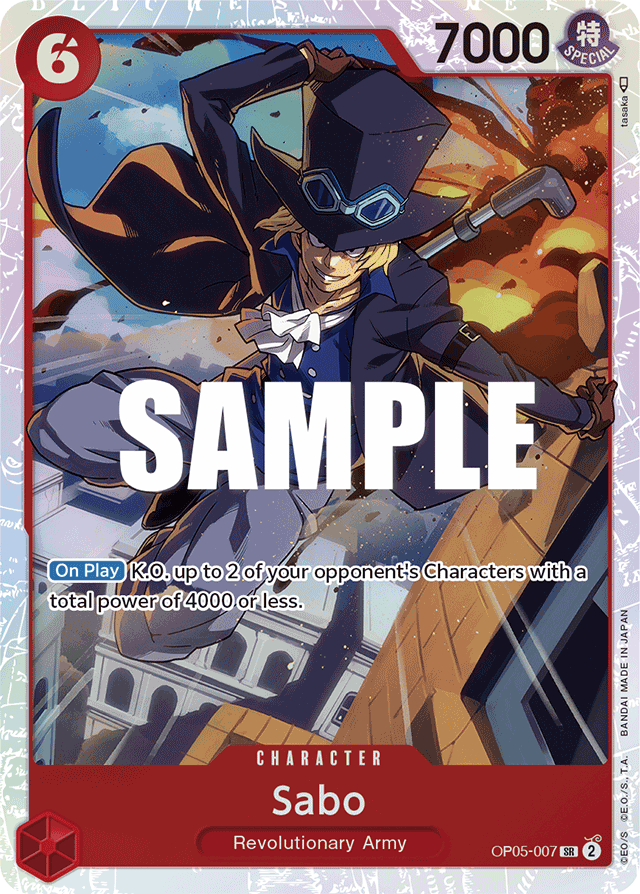 6
7000
特
SPECIAL
tasaka
SAMPLE
On Play K.O. up to 2 of your opponent's Characters with a
total power of 4000 or less.
CHARACTER
Sabo
Revolutionary Army
OP05-007 SR 2
©EO/S ©E.O./S., T.A. BANDAI MADE IN JAPAN